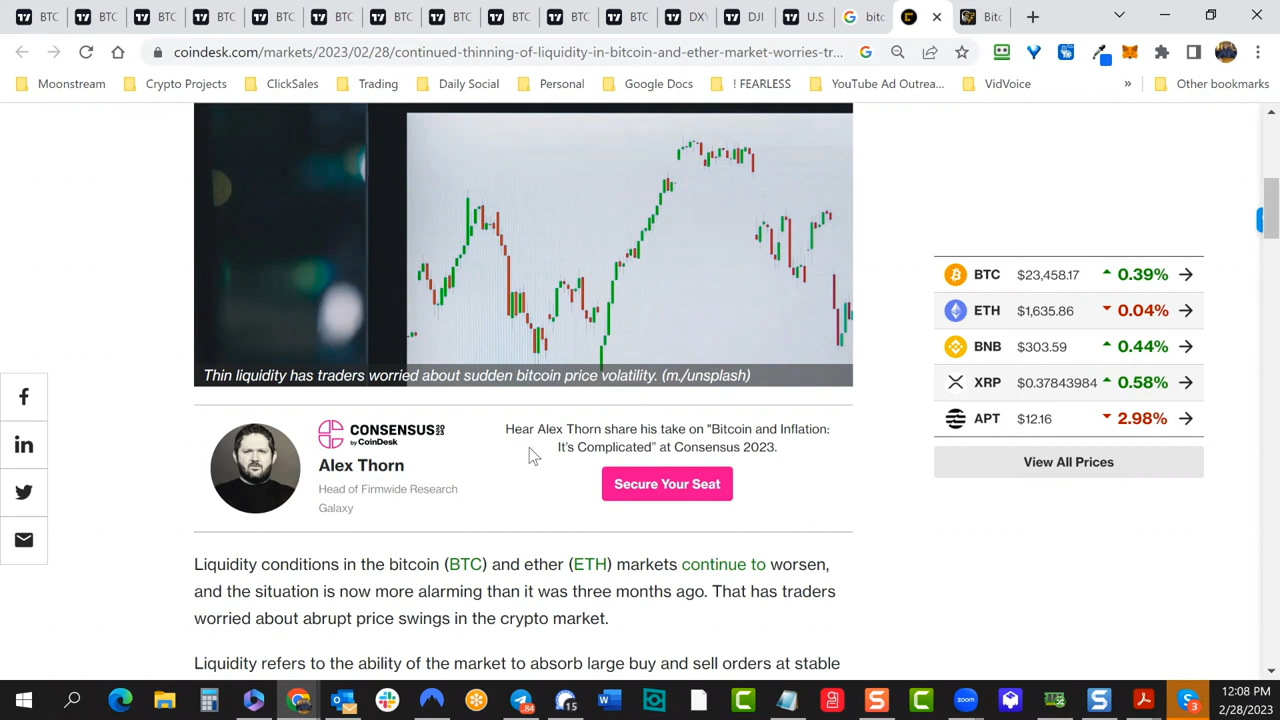 BTC
BTC
BTC
BTC
BTC
BTC
BTC
BTC
BTC
BTC
BTC
DXY
DJI
U.S
bitc
Bitc
coindesk.com/markets/2023/02/28/continued-thinning-of-liquidity-in-bitcoin-and-ether-market-worries-tr...
Moonstream
Crypto Projects
ClickSales
Trading
Daily Social
Personal
Google Docs
! FEARLESS
YouTube Ad Outrea...
VidVoice
»
Other bookmarks
Thin liquidity has traders worried about sudden bitcoin price volatility. (m./unsplash)
CONSENSUS 2023
by CoinDesk
Alex Thorn
Head of Firmwide Research
Galaxy
Hear Alex Thorn share his take on "Bitcoin and Inflation:
It's Complicated” at Consensus 2023.
Secure Your Seat
BTC $23,458.17 0.39%
ETH $1,635.86 0.04%
BNB $303.59 0.44%
XRP $0.37843984 0.58%
APT $12.16 2.98%
View All Prices
Liquidity conditions in the bitcoin (BTC) and ether (ETH) markets continue to worsen,
and the situation is now more alarming than it was three months ago. That has traders
worried about abrupt price swings in the crypto market.
Liquidity refers to the ability of the market to absorb large buy and sell orders at stable
84
15
3
12:08 PM
2/28/2023